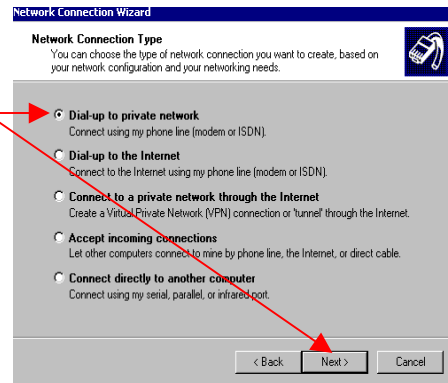 Network Connection Wizard
Network Connection Type
You can choose the type of network connection you want to create, based on
your network configuration and your networking needs.
Dial-up to private network
Connect using my phone line (modem or ISDN).
Dial-up to the Internet
Connect to the Internet using my phone line (modem or ISDN).
Connect to a private network through the Internet
Create a Virtual Private Network (VPN) connection or 'tunnel' through the Internet.
Accept incoming connections
Let other computers connect to mine by phone line, the Internet, or direct cable.
Connect directly to another computer
Connect using my serial, parallel, or infrared port.
< Back Next > Cancel